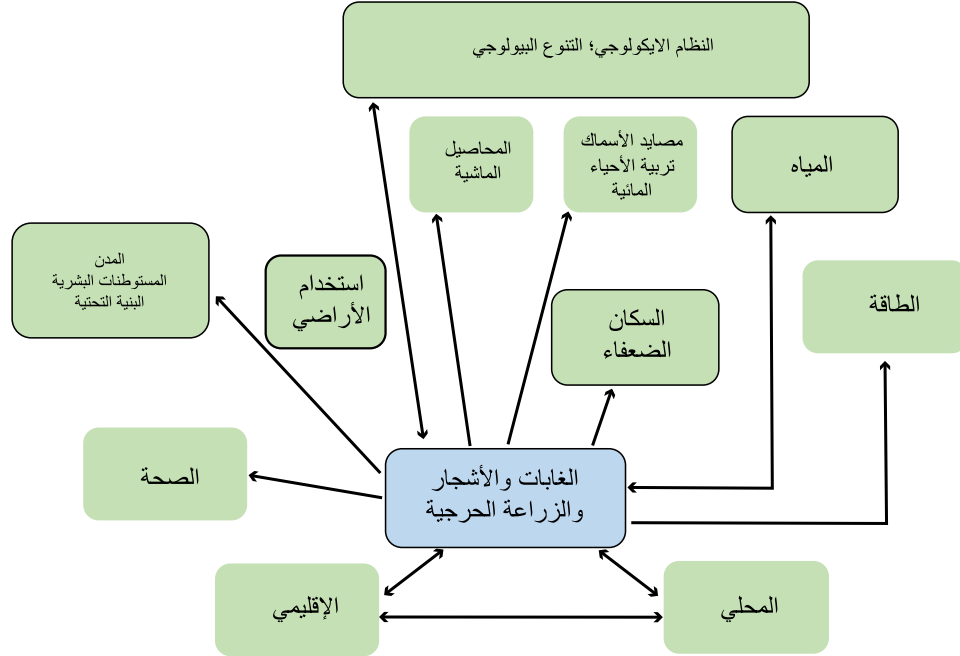 النظام الايكولوجي؛ التنوع البيولوجي
مصايد الأسماك
تربية الأحياء
المائية
المحاصيل
الماشية
المياه
المدن
المستوطنات البشرية
البنية التحتية
استخدام
الأراضي
السكان
الضعفاء
الطاقة
الصحة
الغابات والأشجار
والزراعة الحرجية
الإقليمي
المحلي